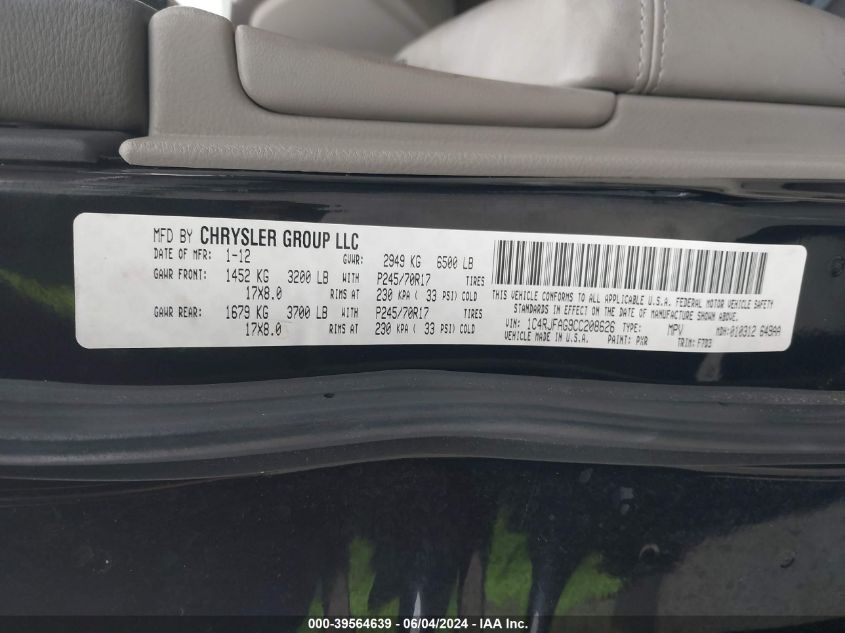 MFD BY CHRYSLER GROUP LLC
DATE OF MFR: 1-12 GVWR: 2949 KG 6500 LB
GAWR FRONT: 1452 KG 3200 LB WITH P245/70R17 TIRES
17X8.0 RIMS AT 230 KPA ( 33 PSI) COLD
GAWR REAR: 1679 KG 3700 LB WITH P245/70R17 TIRES
17X8.0 RIMS AT 230 KPA ( 33 PSI) COLD
THIS VEHICLE CONFORMS TO ALL APPLICABLE U.S.A. FEDERAL MOTOR VEHICLE SAFETY
STANDARDS IN EFFECT ON THE DATE OF MANUFACTURE SHOWN ABOVE.
VIN: 1C4RJFAG9CC208626 TYPE: MPV MDH: 010312 649AA
VEHICLE MADE IN U.S.A. PAINT: PXR TRIM: F7D3
000-39564639 - 06/04/2024 - IAA Inc.